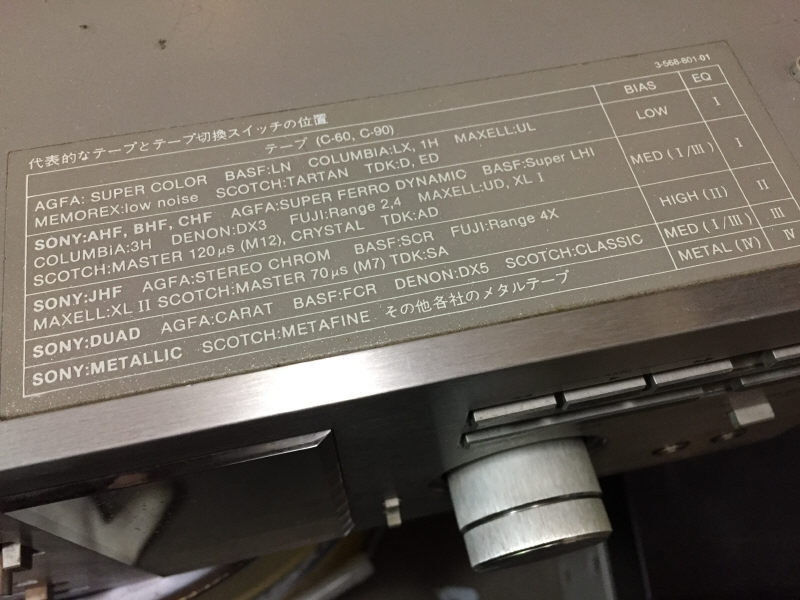 3-568-801-01
代表的なテープとテープ切換スイッチの位置
テープ (C-60, C-90) BIAS EQ
AGFA: SUPER COLOR BASF:LN COLUMBIA:LX, 1H MAXELL:UL LOW I
MEMOREX:low noise SCOTCH:TARTAN TDK:D, ED
SONY:AHF, BHF, CHF AGFA:SUPER FERRO DYNAMIC BASF:Super LHI MED (I/III) I
COLUMBIA:3H DENON:DX3 FUJI:Range 2,4 MAXELL:UD, XL I
SCOTCH:MASTER 120μs (M12), CRYSTAL TDK:AD
SONY:JHF AGFA:STEREO CHROM BASF:SCR FUJI:Range 4X HIGH (II) II
MAXELL:XL II SCOTCH:MASTER 70μs (M7) TDK:SA
SONY:DUAD AGFA:CARAT BASF:FCR DENON:DX5 SCOTCH:CLASSIC MED (I/III) III
SONY:METALLIC SCOTCH:METAFINE その他各社のメタルテープ METAL (IV) IV